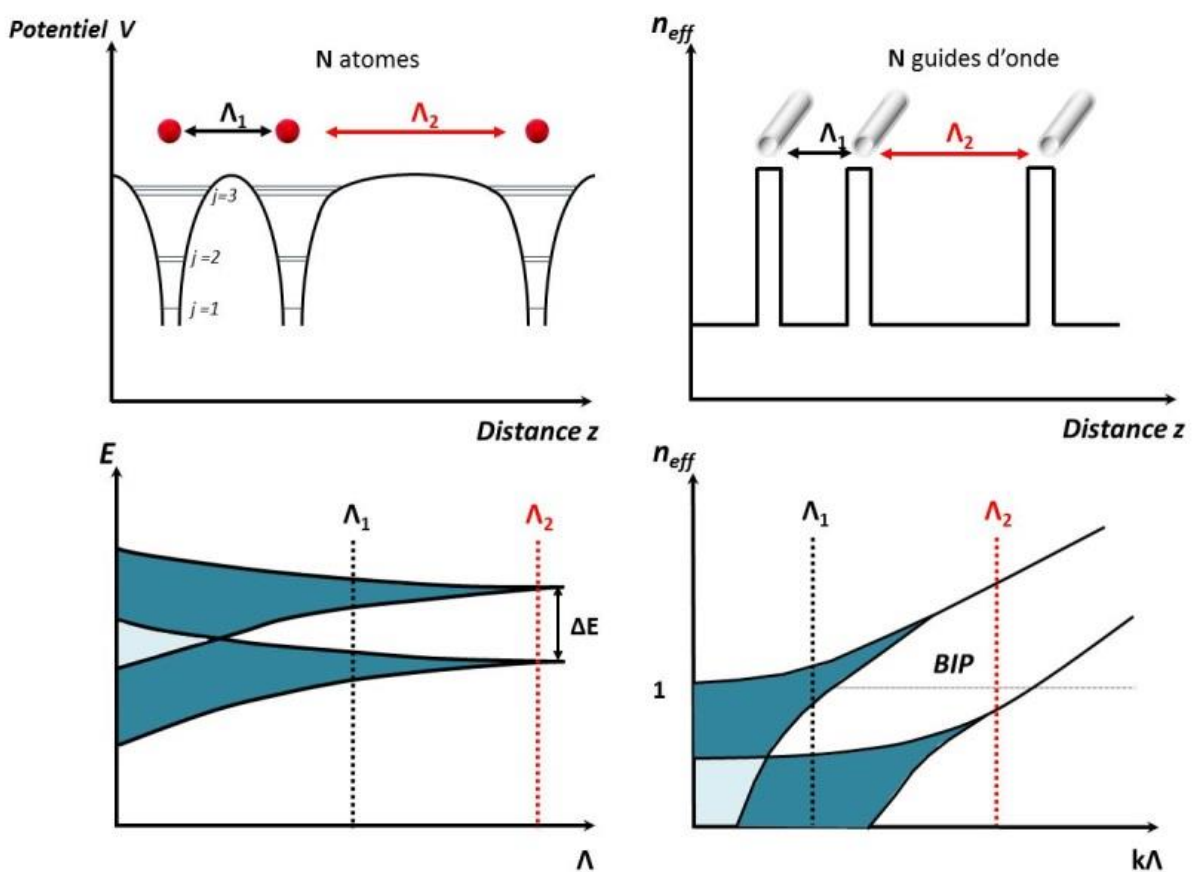 Potentiel V
N atomes
Λ1
Λ2
j=3
j=2
j=1
Distance z
neff
N guides d'onde
Λ1
Λ2
Distance z
E
Λ1
Λ2
ΔE
Λ
neff
Λ1
Λ2
BIP
1
kΛ